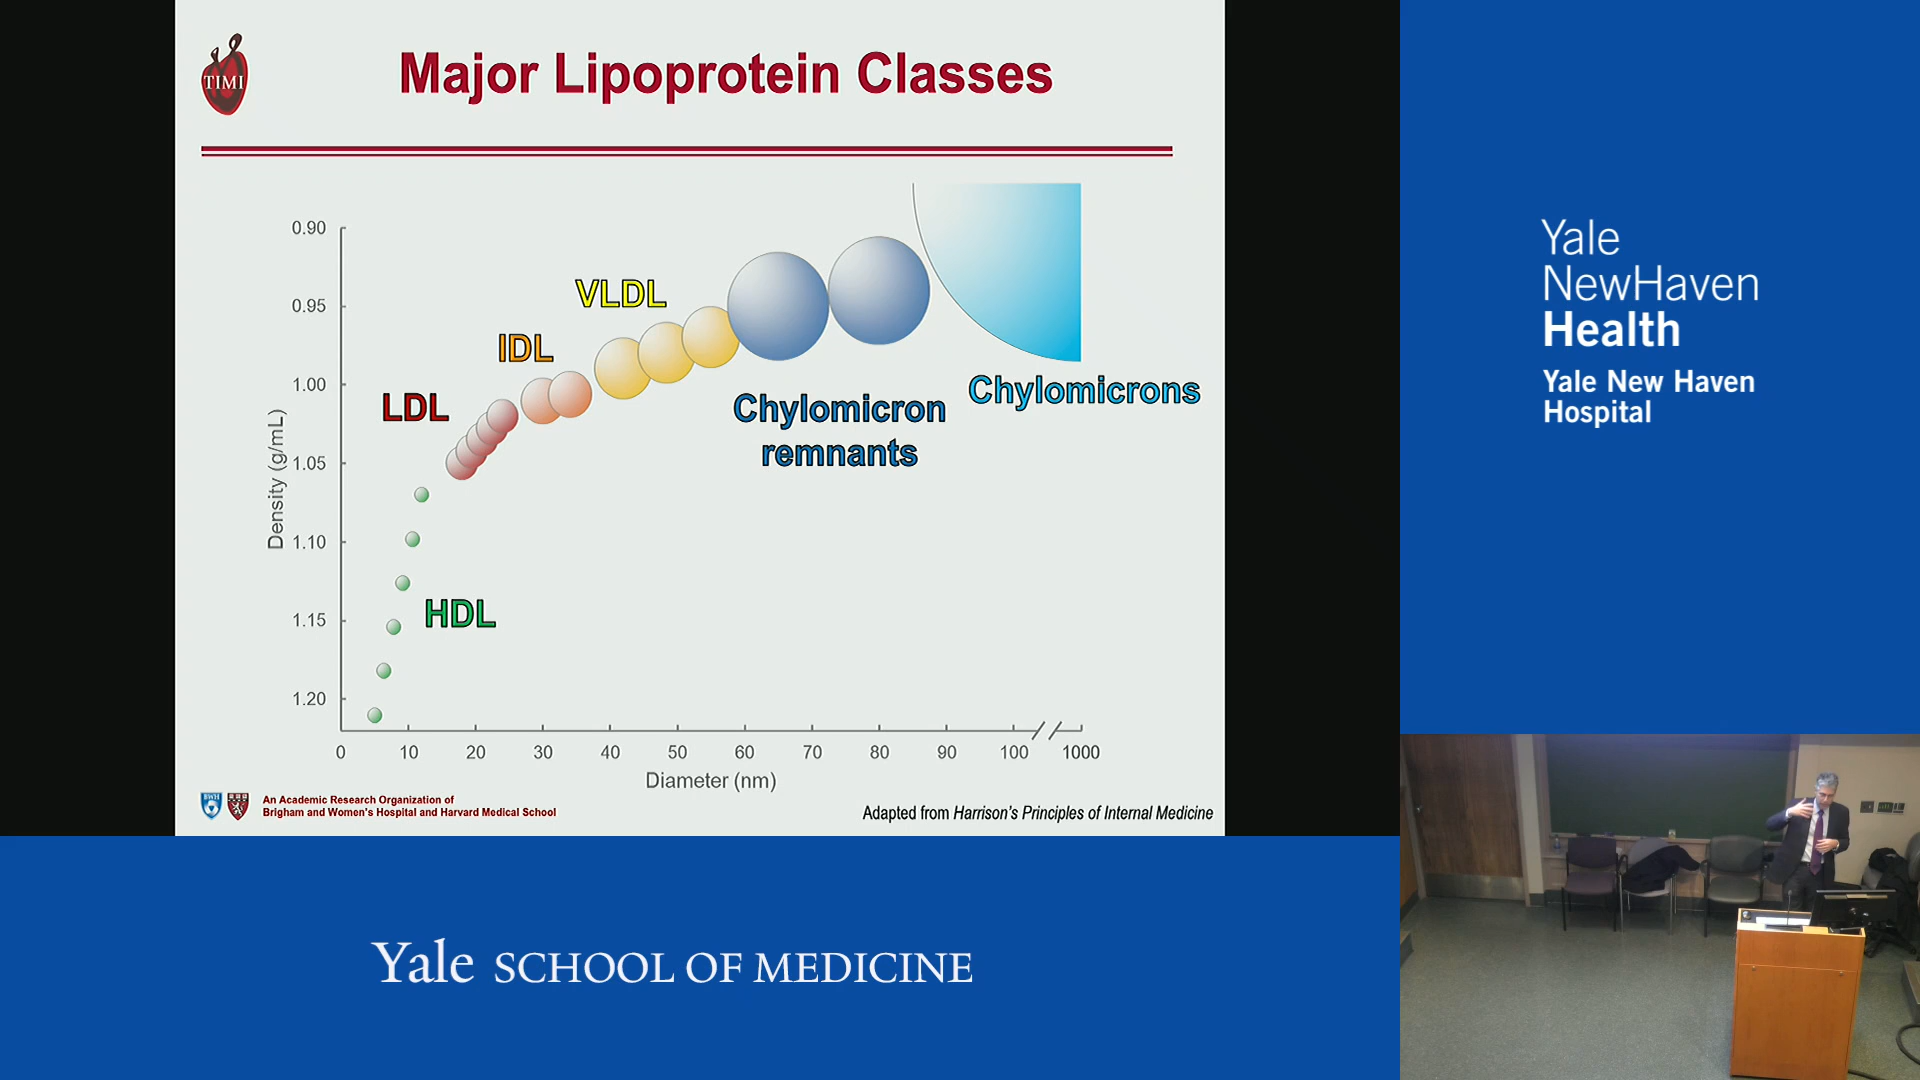 TIMI
Major Lipoprotein Classes
0.90
0.95
1.00
1.05
1.10
1.15
1.20
Density (g/mL)
LDL
IDL
VLDL
HDL
Chylomicron
remnants
Chylomicrons
0 10 20 30 40 50 60 70 80 90 100 1000
Diameter (nm)
BWH
An Academic Research Organization of
Brigham and Women's Hospital and Harvard Medical School
Adapted from Harrison's Principles of Internal Medicine
Yale
NewHaven
Health
Yale New Haven
Hospital
Yale SCHOOL OF MEDICINE